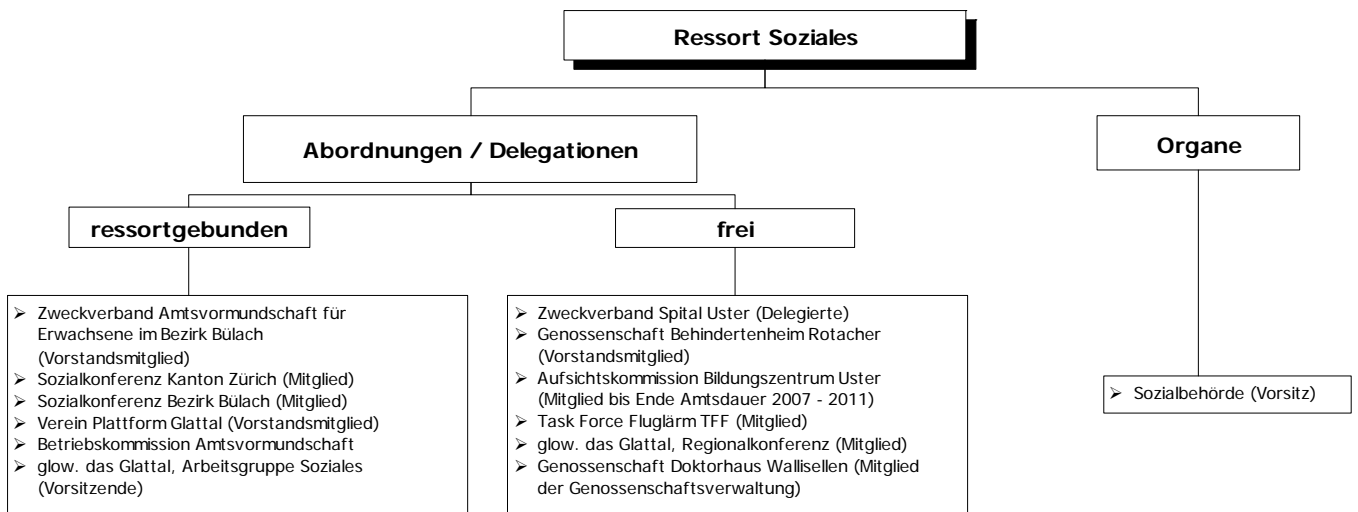 Ressort Soziales
Abordnungen / Delegationen
Organe
ressortgebunden
frei
➢ Zweckverband Amtsvormundschaft für
Erwachsene im Bezirk Bülach
(Vorstandsmitglied)
➢ Sozialkonferenz Kanton Zürich (Mitglied)
➢ Sozialkonferenz Bezirk Bülach (Mitglied)
➢ Verein Plattform Glattal (Vorstandsmitglied)
➢ Betriebskommission Amtsvormundschaft
➢ glow. das Glattal, Arbeitsgruppe Soziales
(Vorsitzende)
➢ Zweckverband Spital Uster (Delegierte)
➢ Genossenschaft Behindertenheim Rotacher
(Vorstandsmitglied)
➢ Aufsichtskommission Bildungszentrum Uster
(Mitglied bis Ende Amtsdauer 2007 - 2011)
➢ Task Force Fluglärm TFF (Mitglied)
➢ glow. das Glattal, Regionalkonferenz (Mitglied)
➢ Genossenschaft Doktorhaus Wallisellen (Mitglied
der Genossenschaftsverwaltung)
➢ Sozialbehörde (Vorsitz)